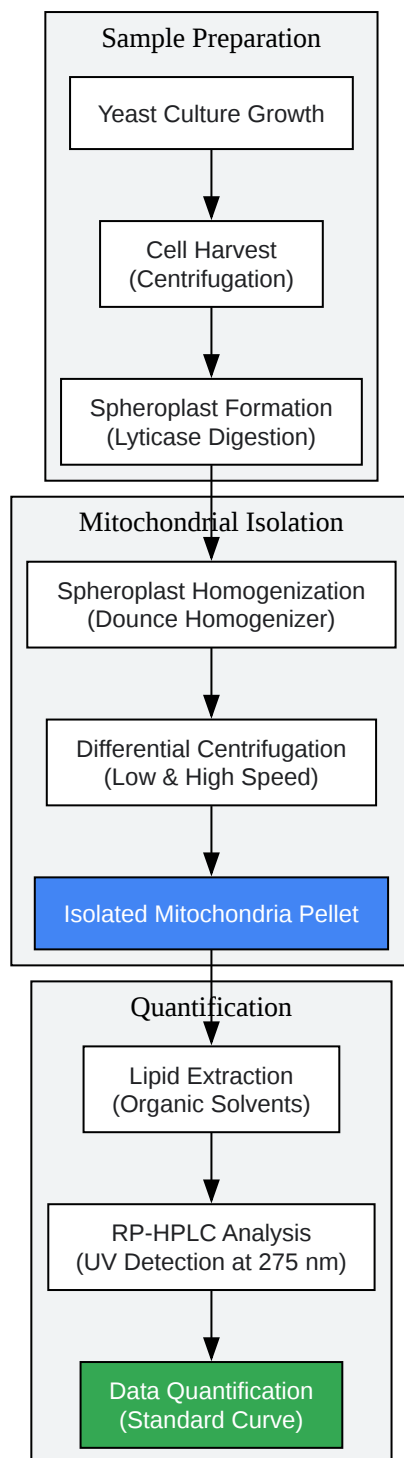 Sample Preparation
Yeast Culture Growth
Cell Harvest
(Centrifugation)
Spheroplast Formation
(Lyticase Digestion)
Mitochondrial Isolation
Spheroplast Homogenization
(Dounce Homogenizer)
Differential Centrifugation
(Low & High Speed)
Isolated Mitochondria Pellet
Quantification
Lipid Extraction
(Organic Solvents)
RP-HPLC Analysis
(UV Detection at 275 nm)
Data Quantification
(Standard Curve)